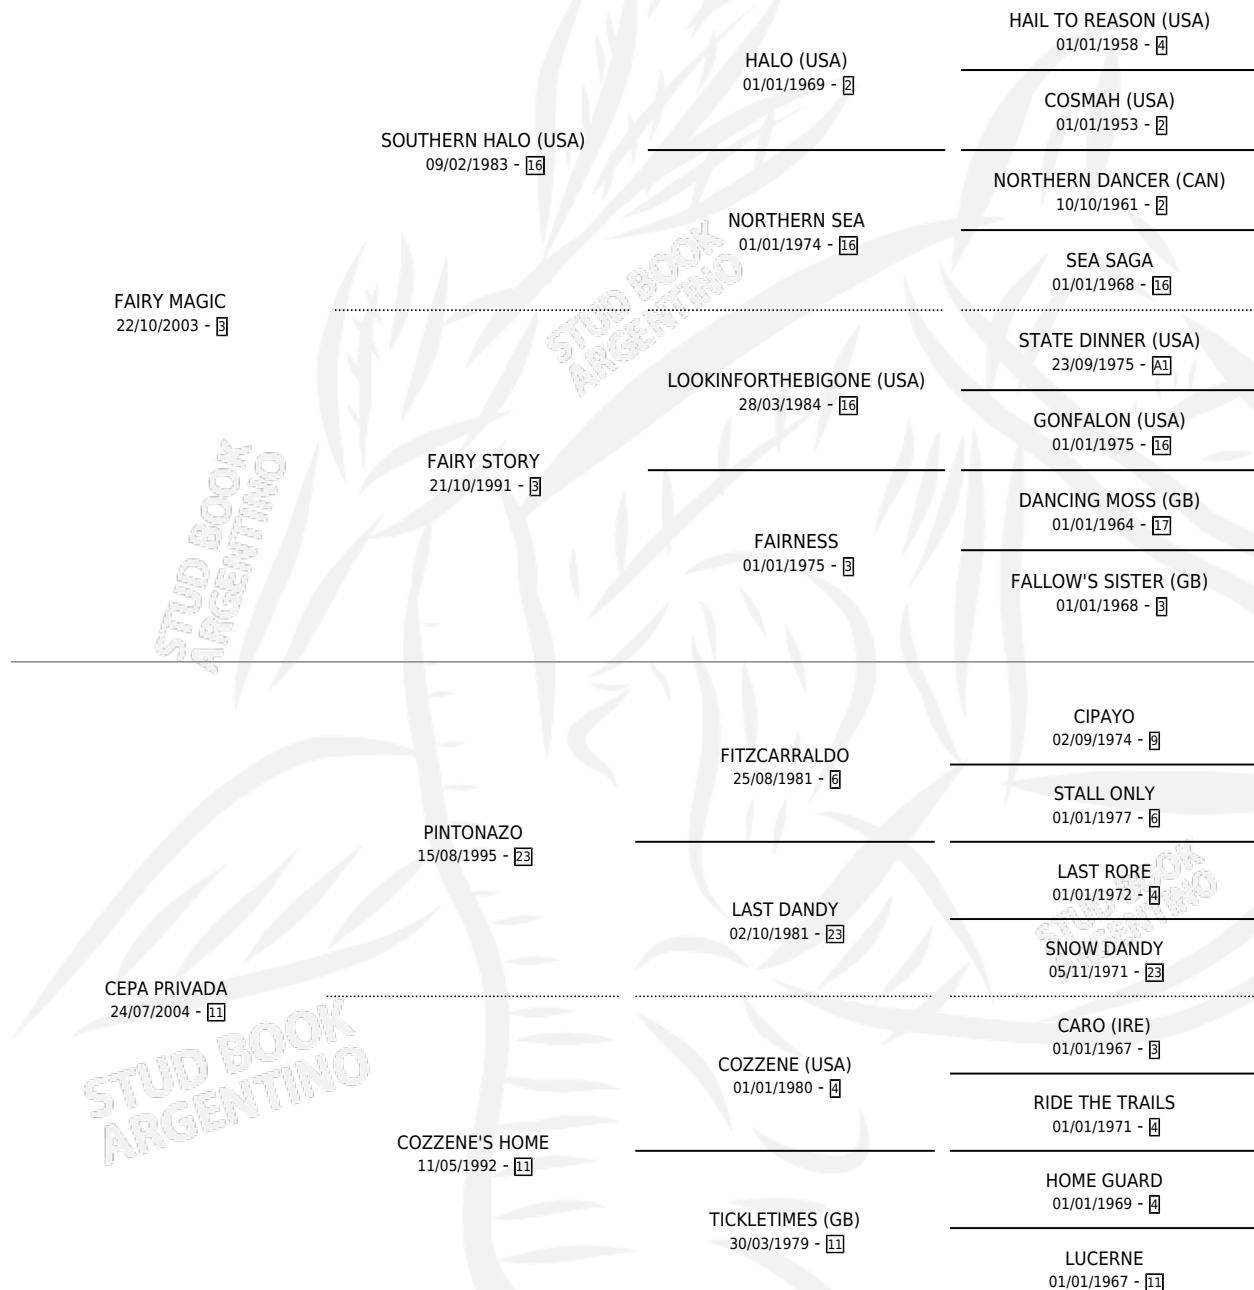 HAIL TO REASON (USA)
01/01/1958 - 4
HALO (USA)
01/01/1969 - 2
COSMAH (USA)
01/01/1953 - 2
SOUTHERN HALO (USA)
09/02/1983 - 16
NORTHERN DANCER (CAN)
10/10/1961 - 2
NORTHERN SEA
01/01/1974 - 16
SEA SAGA
01/01/1968 - 16
FAIRY MAGIC
22/10/2003 - 3
STATE DINNER (USA)
23/09/1975 - A1
LOOKINFORTHEBIGONE (USA)
28/03/1984 - 16
GONFALON (USA)
01/01/1975 - 16
FAIRY STORY
21/10/1991 - 3
DANCING MOSS (GB)
01/01/1964 - 17
FAIRNESS
01/01/1975 - 3
FALLOW'S SISTER (GB)
01/01/1968 - 3
CIPAYO
02/09/1974 - 9
FITZCARRALDO
25/08/1981 - 6
STALL ONLY
01/01/1977 - 6
PINTONAZO
15/08/1995 - 23
LAST RORE
01/01/1972 - 4
LAST DANDY
02/10/1981 - 23
SNOW DANDY
05/11/1971 - 23
CEPA PRIVADA
24/07/2004 - 11
CARO (IRE)
01/01/1967 - 3
COZZENE (USA)
01/01/1980 - 4
RIDE THE TRAILS
01/01/1971 - 4
COZZENE'S HOME
11/05/1992 - 11
HOME GUARD
01/01/1969 - 4
TICKLETIMES (GB)
30/03/1979 - 11
LUCERNE
01/01/1967 - 11
STUD BOOK
ARGENTINO
STUD BOOK
ARGENTINO
STUD BOOK
ARGENTINO
STUD BOOK
ARGENTINO